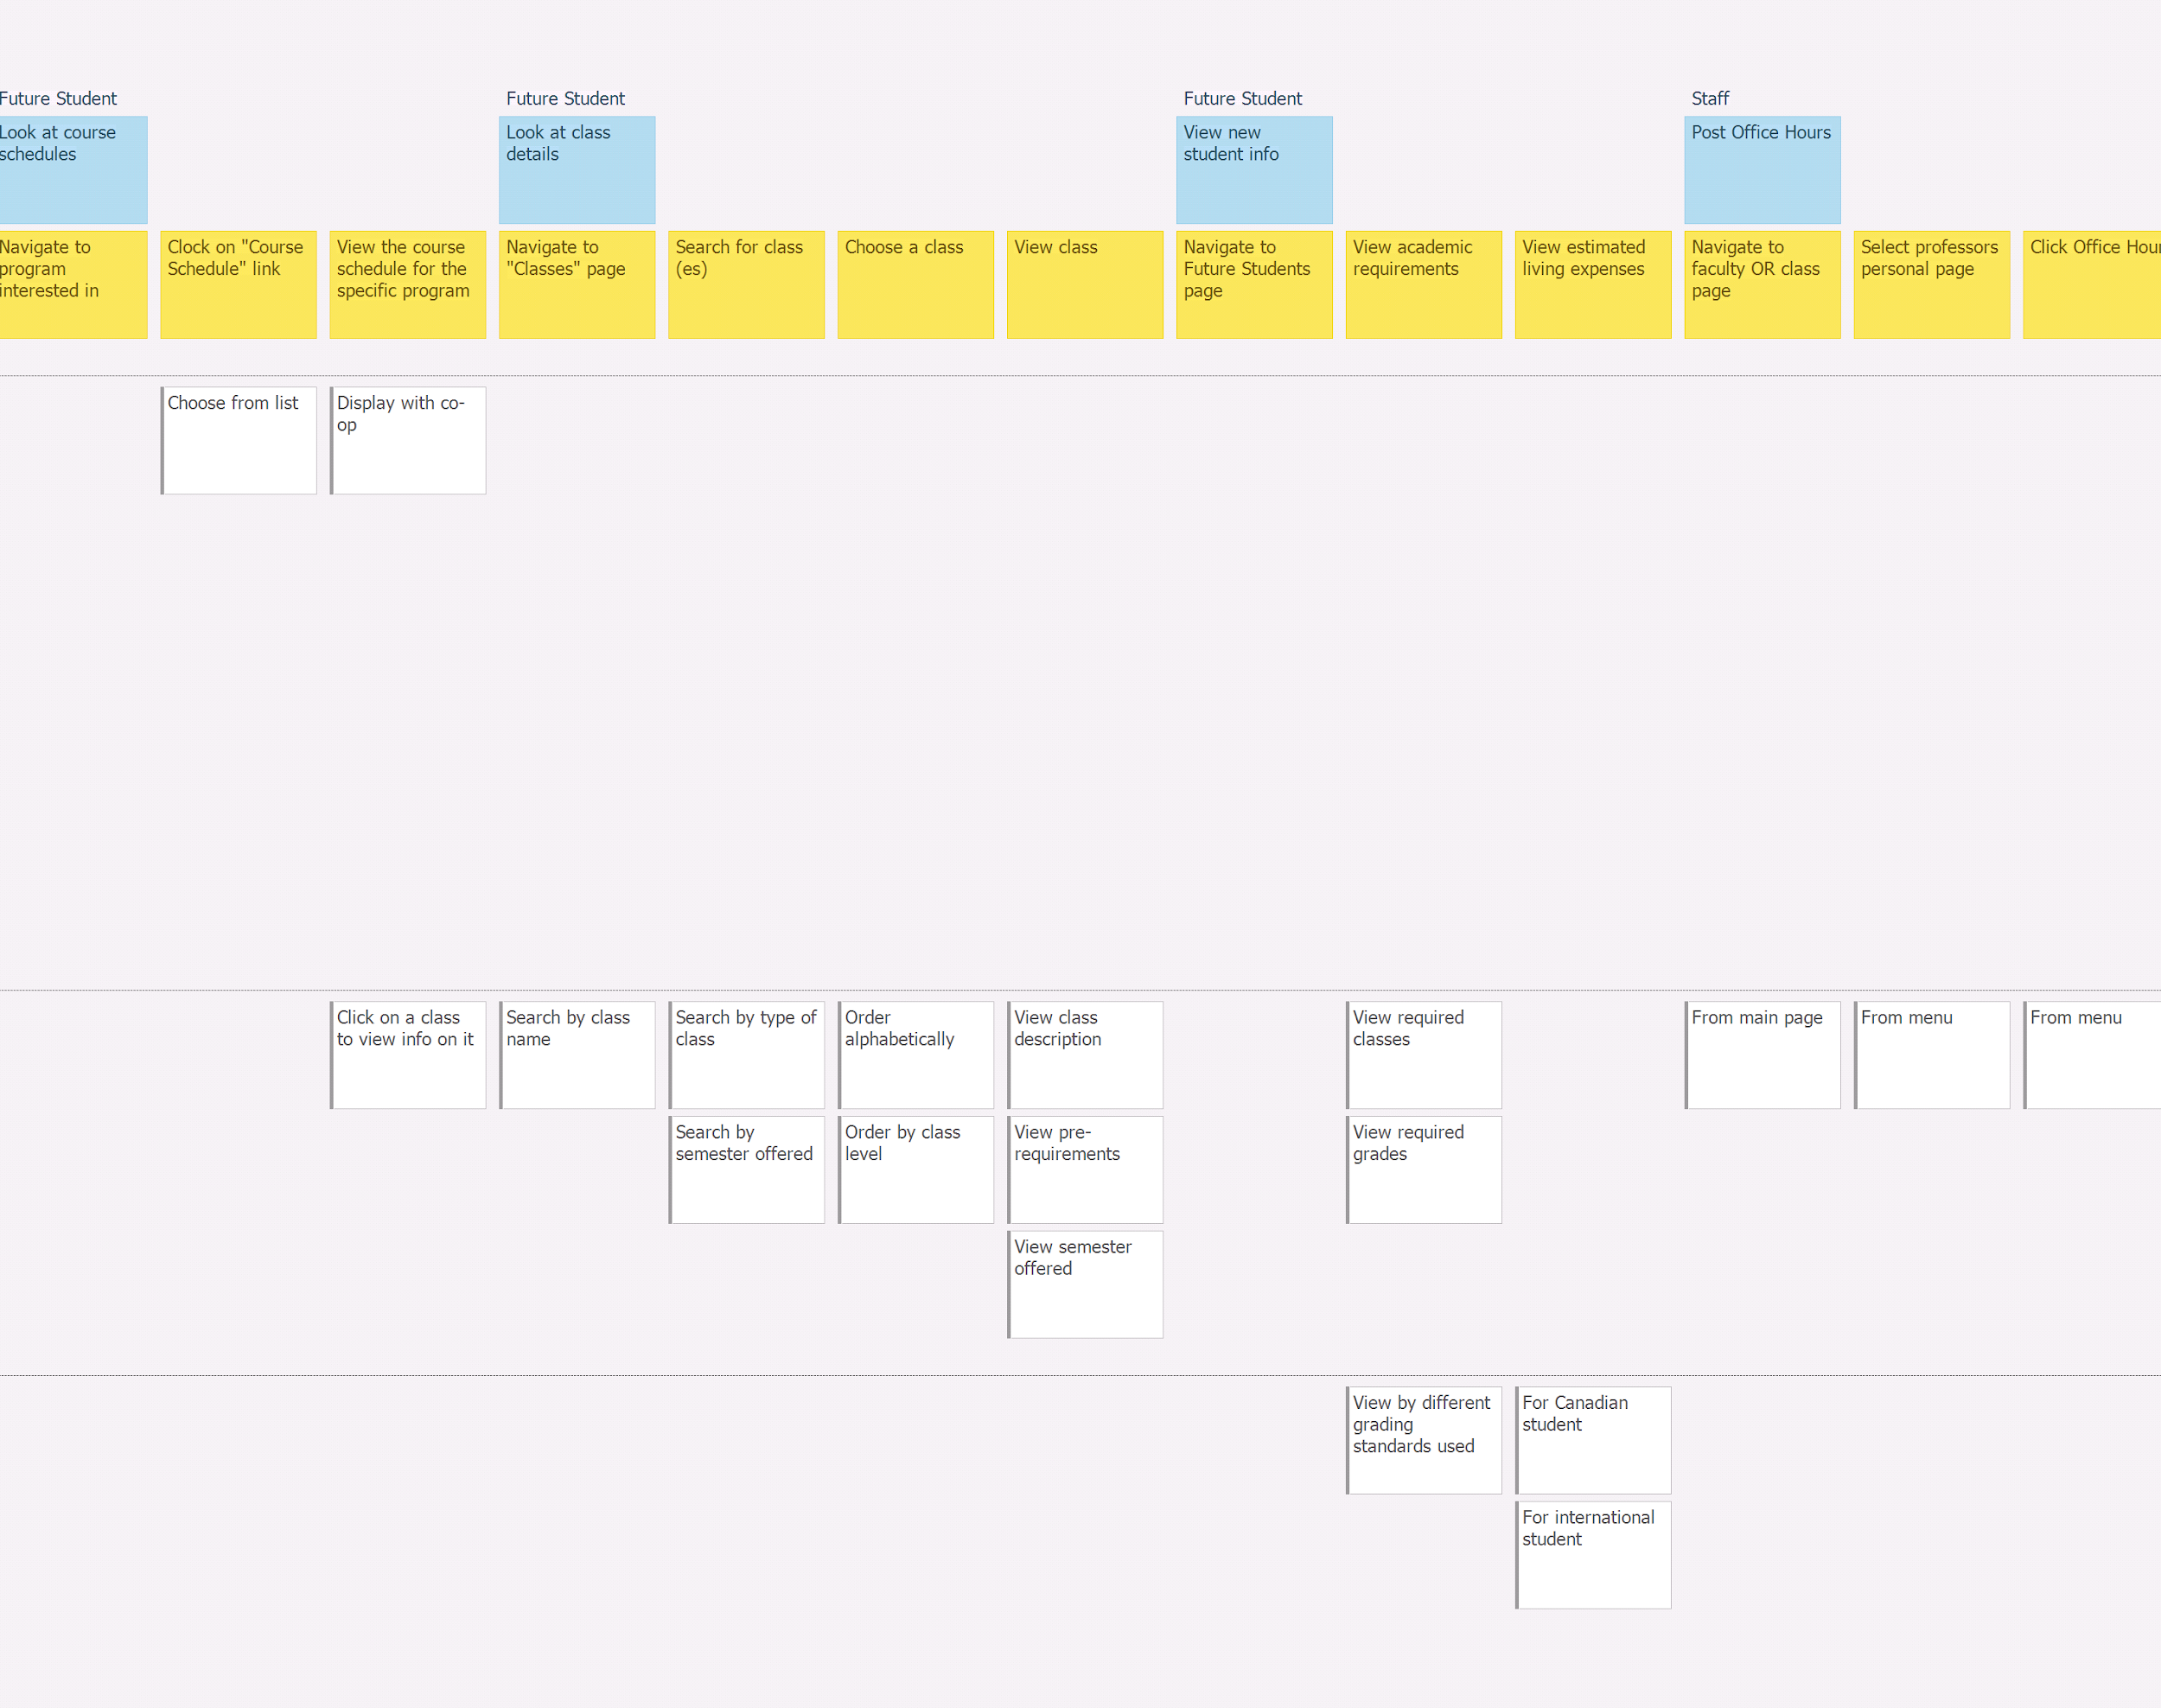 Future Student
Future Student
Future Student
Staff
Look at course
schedules
Look at class
details
View new
student info
Post Office Hours
Navigate to
program
interested in
Clock on "Course
Schedule" link
View the course
schedule for the
specific program
Navigate to
"Classes" page
Search for class
(es)
Choose a class
View class
Navigate to
Future Students
page
View academic
requirements
View estimated
living expenses
Navigate to
faculty OR class
page
Select professors
personal page
Click Office Hour
Choose from list
Display with co-
op
Click on a class
to view info on it
Search by class
name
Search by type of
class
Order
alphabetically
View class
description
View required
classes
From main page
From menu
From menu
Search by
semester offered
Order by class
level
View pre-
requirements
View required
grades
View semester
offered
View by different
grading
standards used
For Canadian
student
For international
student